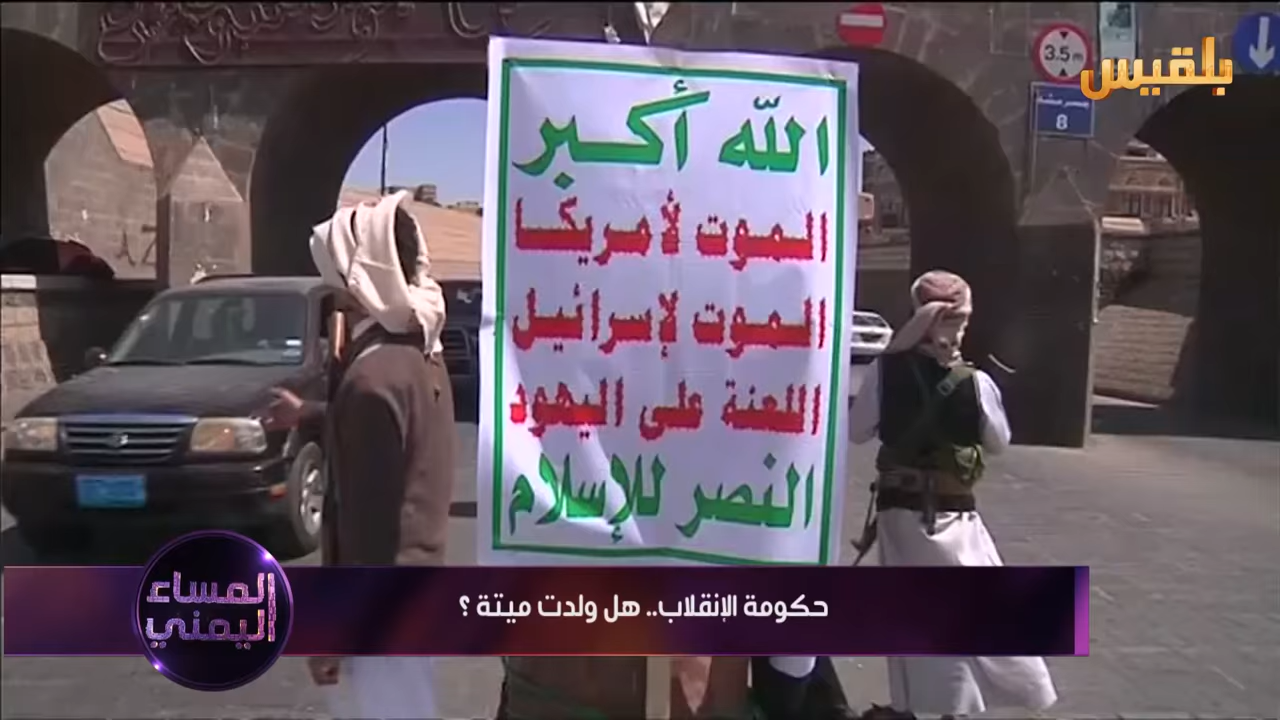 بلقيس
3.5m
8
الله أكبر
الموت لأمريكا
الموت لإسرائيل
اللعنة على اليهود
النصر للإسلام
المساء اليمني
حكومة الإنقلاب.. هل ولدت ميتة ؟